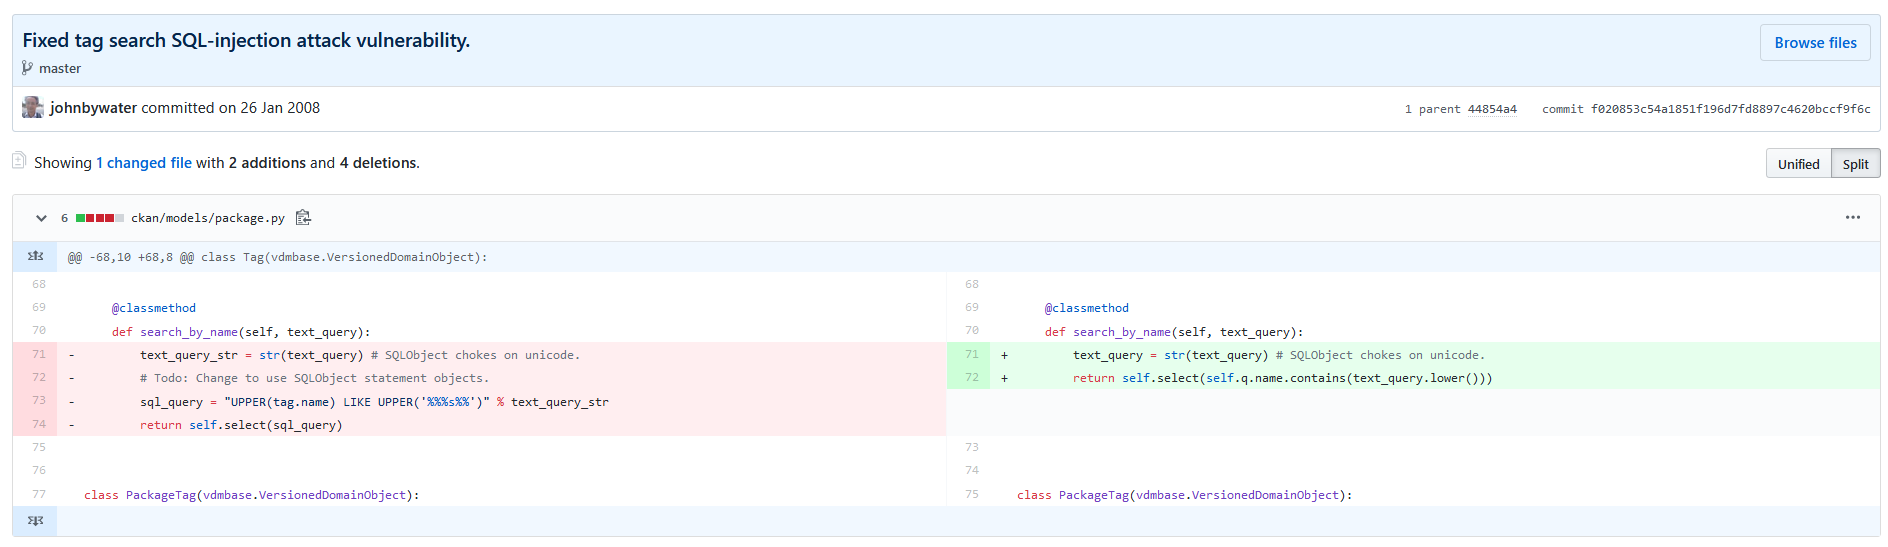 Fixed tag search SQL-injection attack vulnerability.
Browse files
master
johnbywater committed on 26 Jan 2008
1 parent 44854a4 commit f020853c54a1851f196d7fd8897c4620bccf9f6c
Showing 1 changed file with 2 additions and 4 deletions.
Unified Split
6 ckan/models/package.py
@@ -68,10 +68,8 @@ class Tag(vdmbase.VersionedDomainObject):
68
69 @classmethod
70 def search_by_name(self, text_query):
71 - text_query_str = str(text_query) # SQLObject chokes on unicode.
72 - # Todo: Change to use SQLObject statement objects.
73 - sql_query = "UPPER(tag.name) LIKE UPPER('%%%s%%')" % text_query_str
74 - return self.select(sql_query)
75
76
77 class PackageTag(vdmbase.VersionedDomainObject):
68
69 @classmethod
70 def search_by_name(self, text_query):
71 + text_query = str(text_query) # SQLObject chokes on unicode.
72 + return self.select(self.q.name.contains(text_query.lower()))
73
74
75 class PackageTag(vdmbase.VersionedDomainObject):